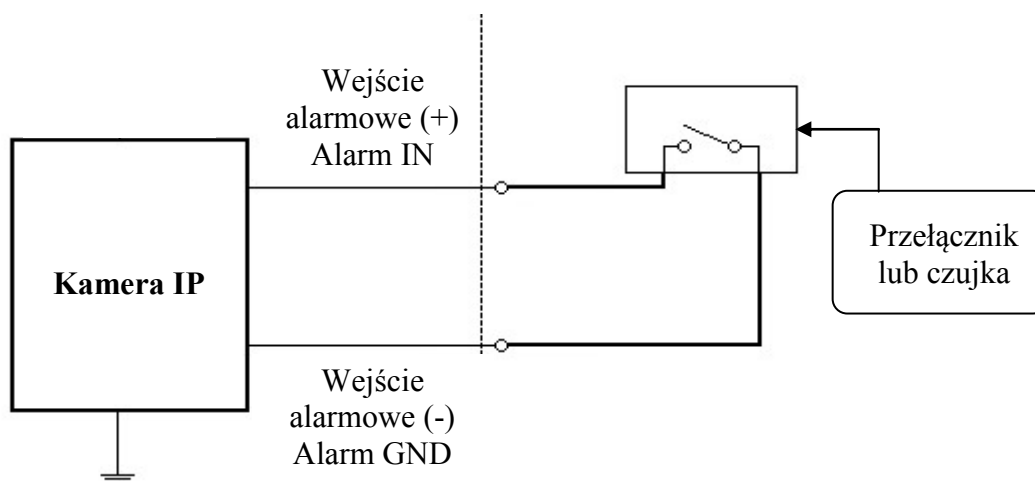 Wejście
alarmowe (+)
Alarm IN
Kamera IP
Przełącznik
lub czujka
Wejście
alarmowe (-)
Alarm GND